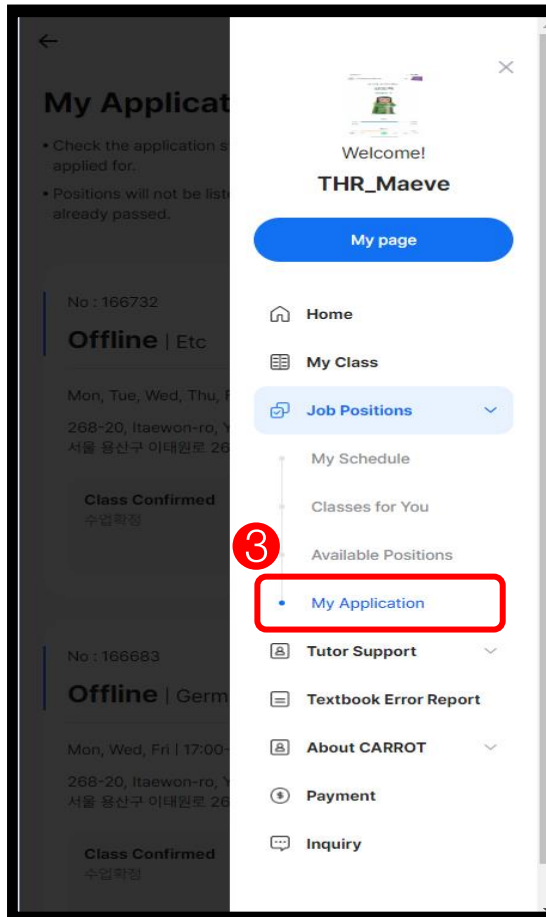 My Applicat
• Check the application s
applied for.
• Positions will not be list
already passed.
No : 166732
Offline | Etc
Mon, Tue, Wed, Thu, F
268-20, Itaewon-ro, Y
서울 용산구 이태원로 26
Class Confirmed
수업확정
No : 166683
Offline | Germ
Mon, Wed, Fri | 17:00-
268-20, Itaewon-ro, Y
서울 용산구 이태원로 26
Class Confirmed
수업확정
Welcome!
THR_Maeve
My page
Home
My Class
Job Positions
My Schedule
Classes for You
Available Positions
3
My Application
Tutor Support
Textbook Error Report
About CARROT
Payment
Inquiry